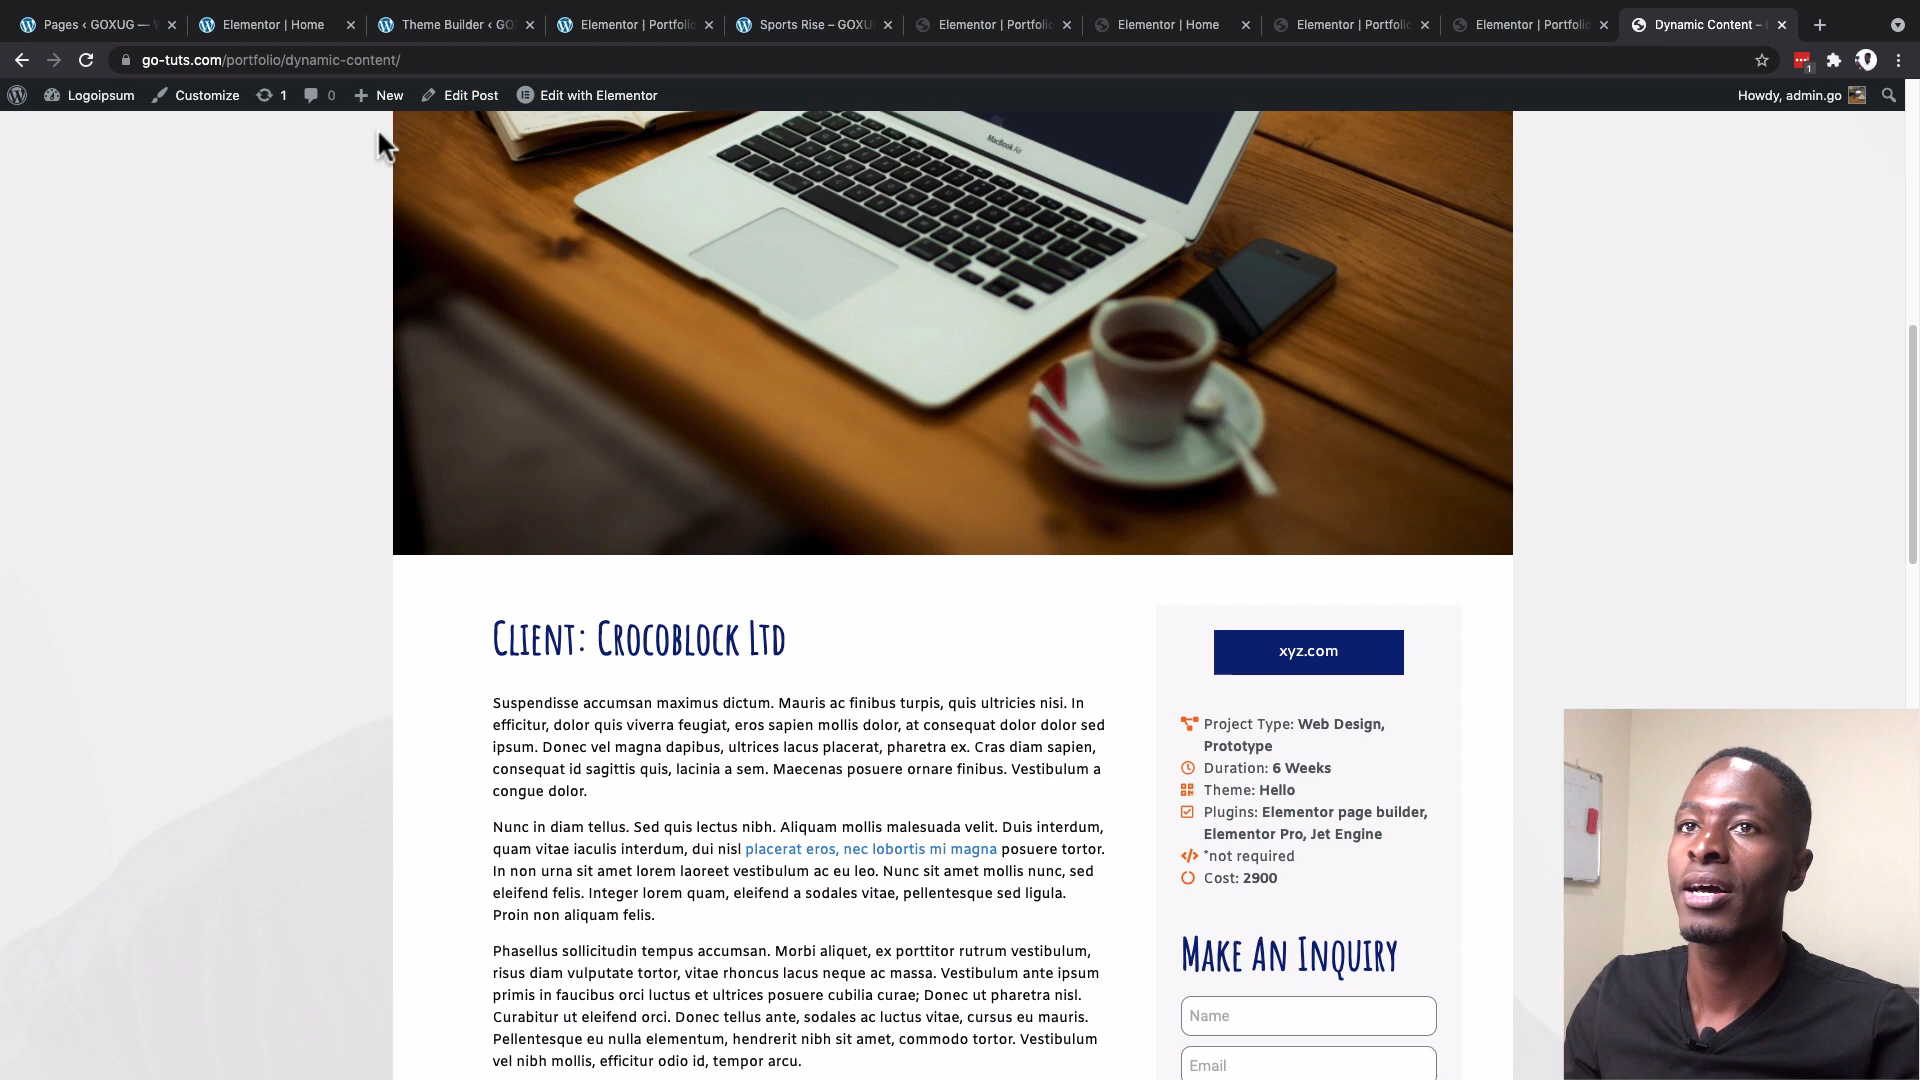 Pages ‹ GOXUG — W
Elementor | Home
Theme Builder ‹ GO
Elementor | Portfolio
Sports Rise – GOXU
Elementor | Portfolio
Elementor | Home
Elementor | Portfolio
Elementor | Portfolio
Dynamic Content –
go-tuts.com/portfolio/dynamic-content/
1
Logoipsum
Customize
1
0
New
Edit Post
Edit with Elementor
Howdy, admin.go
MacBook Air
Client: Crocoblock Ltd
Suspendisse accumsan maximus dictum. Mauris ac finibus turpis, quis ultricies nisi. In
efficitur, dolor quis viverra feugiat, eros sapien mollis dolor, at consequat dolor dolor sed
ipsum. Donec vel magna dapibus, ultrices lacus placerat, pharetra ex. Cras diam sapien,
consequat id sagittis quis, lacinia a sem. Maecenas posuere ornare finibus. Vestibulum a
congue dolor.
Nunc in diam tellus. Sed quis lectus nibh. Aliquam mollis malesuada velit. Duis interdum,
quam vitae iaculis interdum, dui nisl placerat eros, nec lobortis mi magna posuere tortor.
In non urna sit amet lorem laoreet vestibulum ac eu leo. Nunc sit amet mollis nunc, sed
eleifend felis. Integer lorem quam, eleifend a sodales vitae, pellentesque sed ligula.
Proin non aliquam felis.
Phasellus sollicitudin tempus accumsan. Morbi aliquet, ex porttitor rutrum vestibulum,
risus diam vulputate tortor, vitae rhoncus lacus neque ac massa. Vestibulum ante ipsum
primis in faucibus orci luctus et ultrices posuere cubilia curae; Donec ut pharetra nisl.
Curabitur ut eleifend orci. Donec tellus ante, sodales ac luctus vitae, cursus eu mauris.
Pellentesque eu nulla elementum, hendrerit nibh sit amet, commodo tortor. Vestibulum
vel nibh mollis, efficitur odio id, tempor arcu.
xyz.com
Project Type: Web Design,
Prototype
Duration: 6 Weeks
Theme: Hello
Plugins: Elementor page builder,
Elementor Pro, Jet Engine
*not required
Cost: 2900
Make An Inquiry
Name
Email